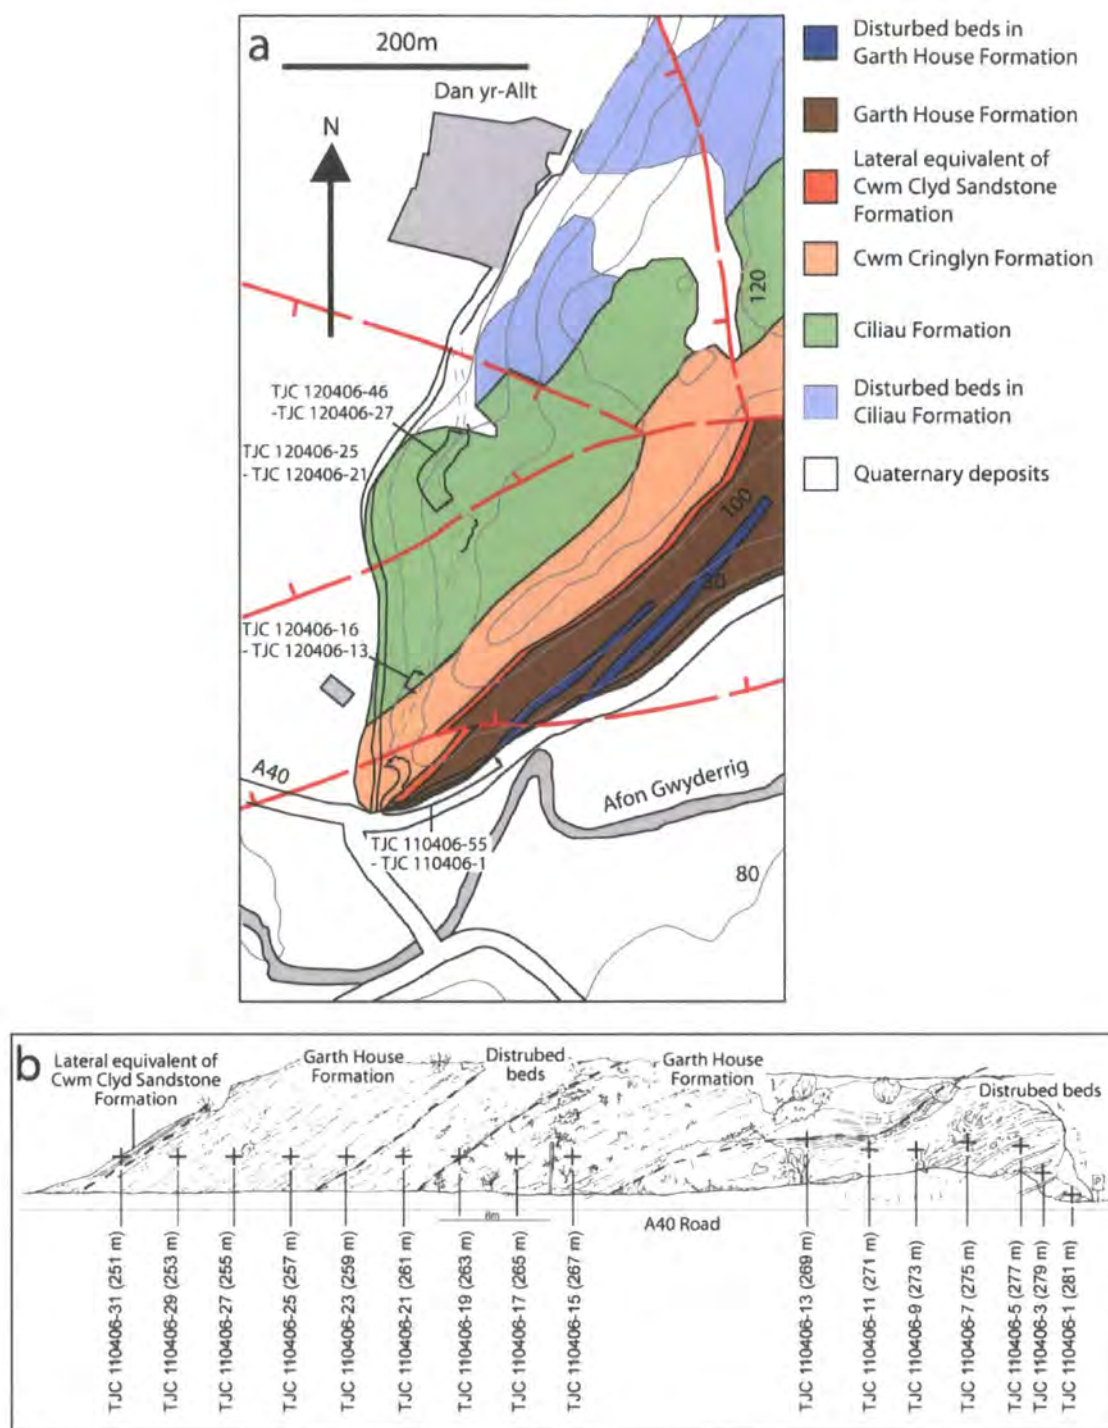 a
200m
Dan yr-Allt
N
TJC 120406-46
-TJC 120406-27
TJC 120406-25
- TJC 120406-21
TJC 120406-16
- TJC 120406-13
A40
TJC 110406-55
- TJC 110406-1
Afon Gwyderrig
120
100
80
80
Disturbed beds in
Garth House Formation
Garth House Formation
Lateral equivalent of
Cwm Clyd Sandstone
Formation
Cwm Cringlyn Formation
Ciliau Formation
Disturbed beds in
Ciliau Formation
Quaternary deposits
b
Lateral equivalent of
Cwm Clyd Sandstone
Formation
Garth House
Formation
Distrubed
beds
Garth House
Formation
Distrubed beds
8m
A40 Road
TJC 110406-31 (251 m)
TJC 110406-29 (253 m)
TJC 110406-27 (255 m)
TJC 110406-25 (257 m)
TJC 110406-23 (259 m)
TJC 110406-21 (261 m)
TJC 110406-19 (263 m)
TJC 110406-17 (265 m)
TJC 110406-15 (267 m)
TJC 110406-13 (269 m)
TJC 110406-11 (271 m)
TJC 110406-9 (273 m)
TJC 110406-7 (275 m)
TJC 110406-5 (277 m)
TJC 110406-3 (279 m)
TJC 110406-1 (281 m)